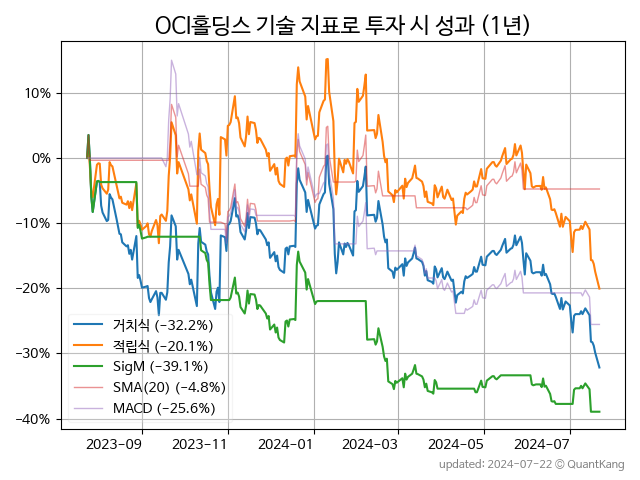 OCI홀딩스 기술 지표로 투자 시 성과 (1년)
10%
0%
−10%
−20%
−30%
−40%
거치식 (−32.2%)
적립식 (−20.1%)
SigM (−39.1%)
SMA(20) (−4.8%)
MACD (−25.6%)
2023−09
2023−11
2024−01
2024−03
2024−05
2024−07
updated: 2024-07-22 © QuantKang